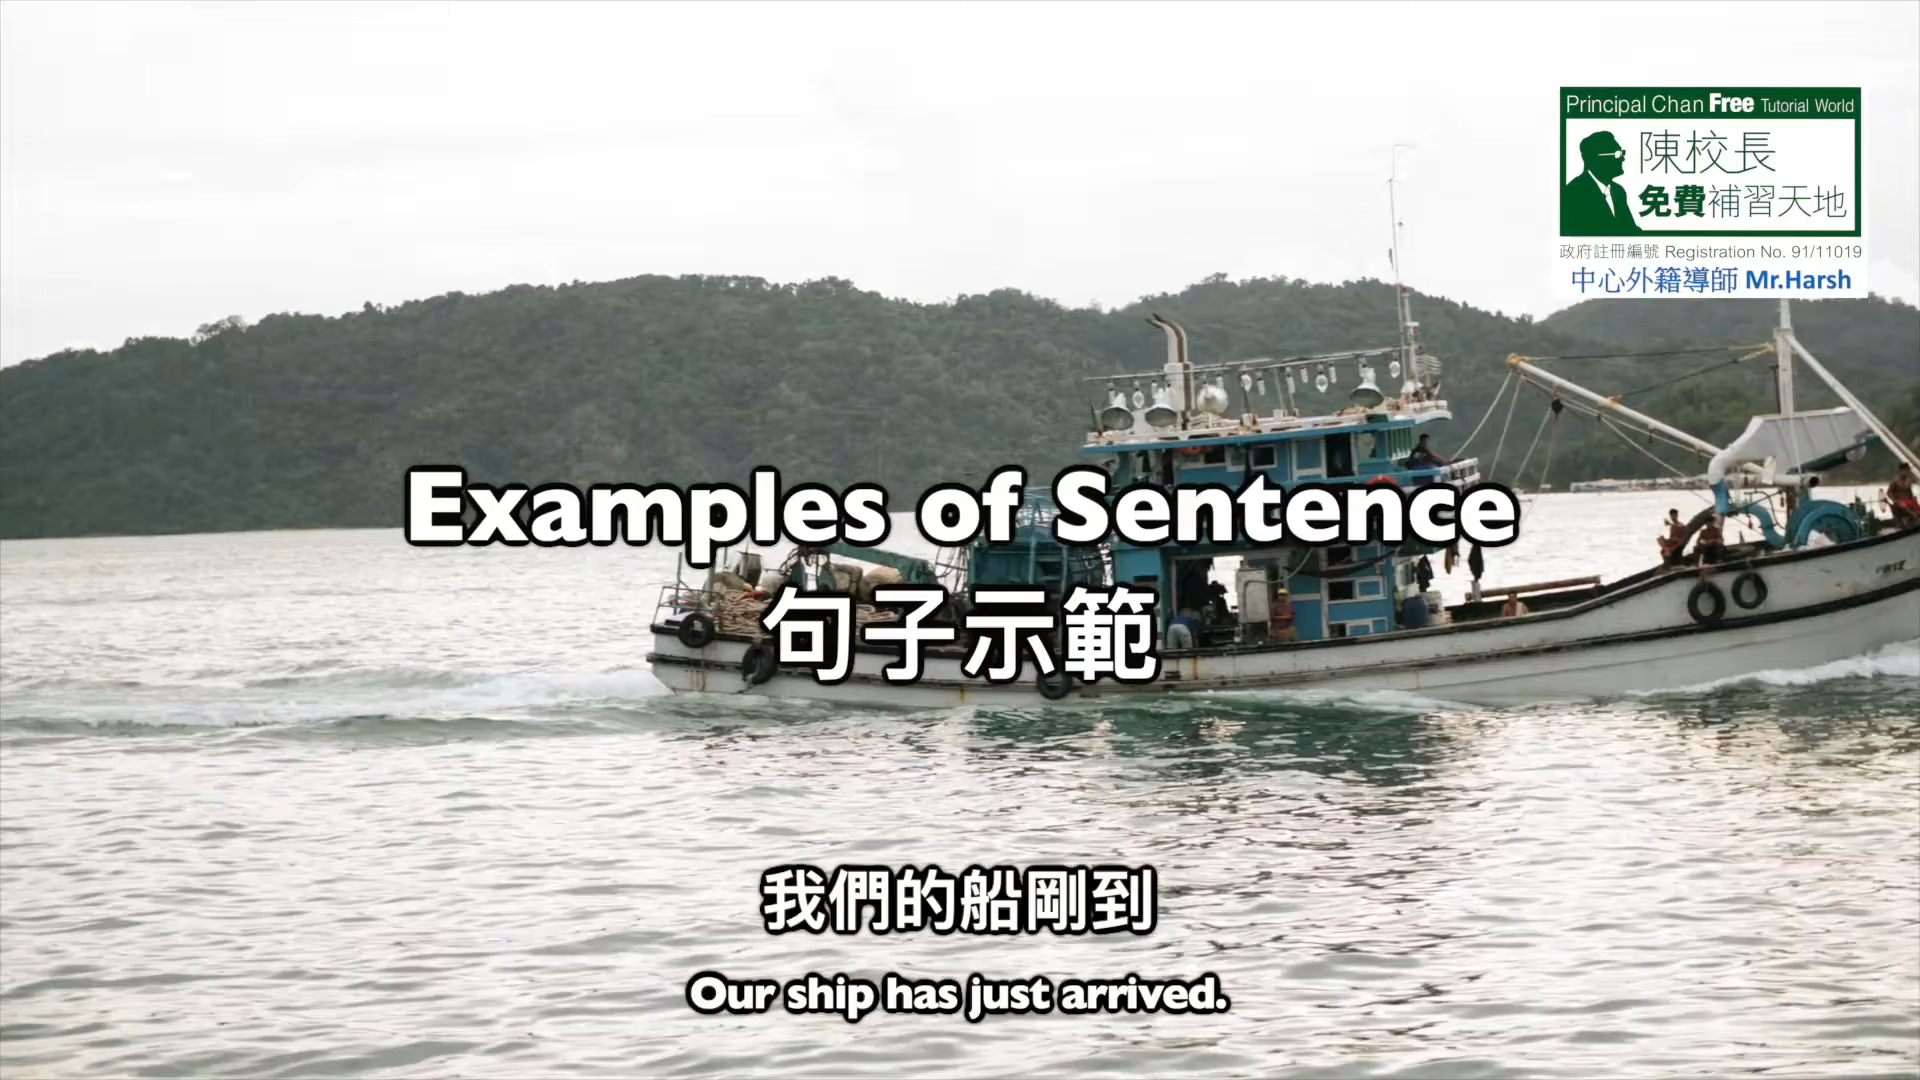 Principal Chan Free Tutorial World
陳校長
免費補習天地
政府註冊編號 Registration No. 91/11019
中心外籍導師 Mr.Harsh
Examples of Sentence
句子示範
我們的船剛到
Our ship has just arrived.